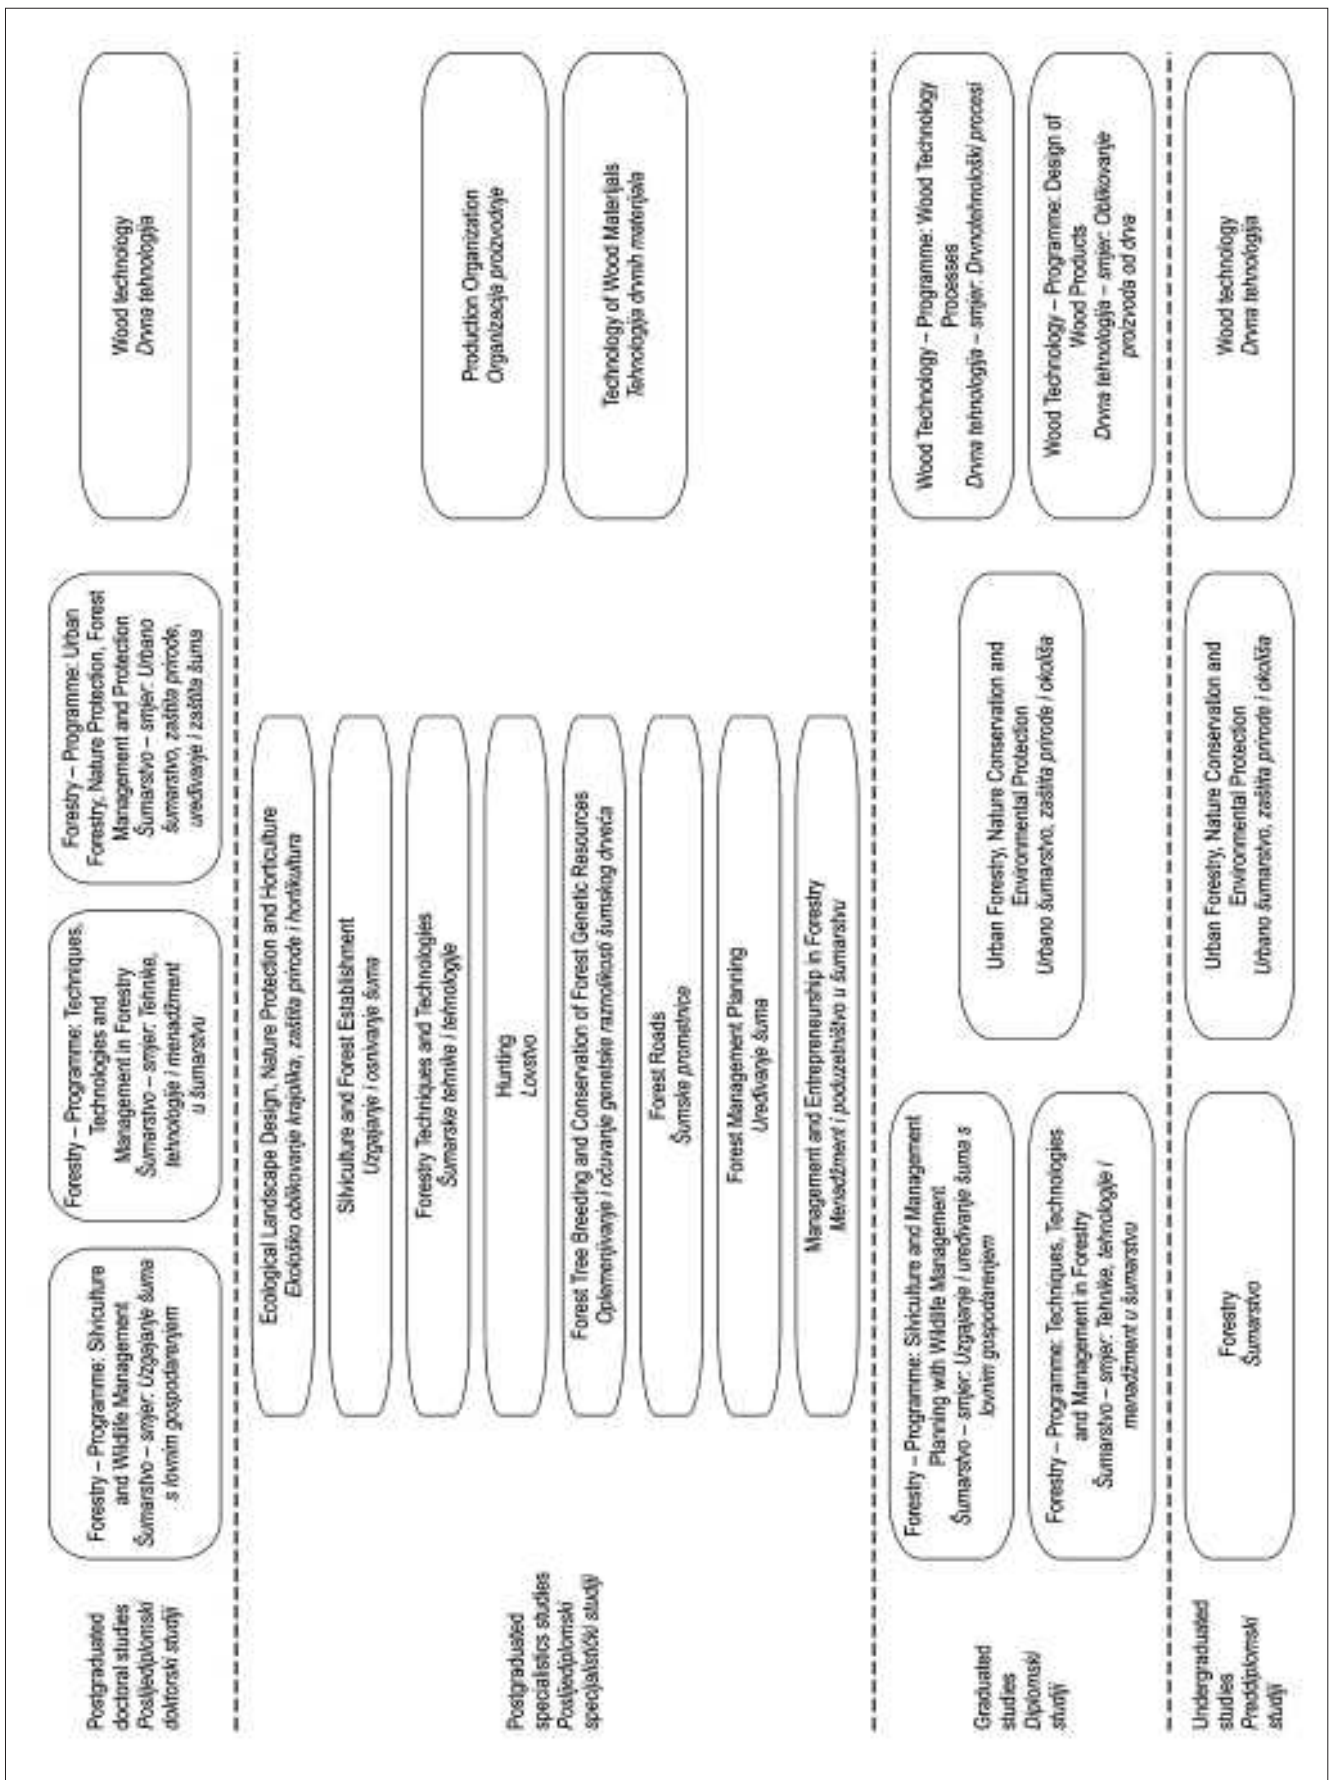 Postgraduated
doctoral studies
Poslijediplomski
doktorski studiji
Forestry – Programme: Silviculture
and Wildlife Management
Šumarstvo – smjer: Uzgajanje šuma
s lovnim gospodarenjem
Forestry – Programme: Techniques,
Technologies and
Management in Forestry
Šumarstvo – smjer: Tehnike,
tehnologije i menadžment
u šumarstvu
Forestry – Programme: Urban
Forestry, Nature Protection, Forest
Management and Protection
Šumarstvo – smjer: Urbano
šumarstvo, zaštita prirode,
uređivanje i zaštita šuma
Wood technology
Drvna tehnologija
Postgraduated
specialistics studies
Poslijediplomski
specijalistički studiji
Ecological Landscape Design, Nature Protection and Horticulture
Ekološko oblikovanje krajolika, zaštita prirode i hortikultura
Silviculture and Forest Establishment
Uzgajanje i osnivanje šuma
Forestry Techniques and Technologies
Šumarske tehnike i tehnologije
Hunting
Lovstvo
Forest Tree Breeding and Conservation of Forest Genetic Resources
Oplemenjivanje i očuvanje genetske raznolikosti šumskog drveća
Forest Roads
Šumske prometnice
Forest Management Planning
Uređivanje šuma
Management and Entrepreneurship in Forestry
Menadžment i poduzetništvo u šumarstvu
Production Organization
Organizacija proizvodnje
Technology of Wood Materijals
Tehnologija drvnih materijala
Graduated
studies
Diplomski
studiji
Forestry – Programme: Silviculture and Management
Planning with Wildlife Management
Šumarstvo – smjer: Uzgajanje i uređivanje šuma s
lovnim gospodarenjem
Forestry – Programme: Techniques, Technologies
and Management in Forestry
Šumarstvo – smjer: Tehnike, tehnologije i
menadžment u šumarstvu
Urban Forestry, Nature Conservation and
Environmental Protection
Urbano šumarstvo, zaštita prirode i okoliša
Wood Technology – Programme: Wood Technology
Processes
Drvna tehnologija – smjer: Drvnotehnološki procesi
Wood Technology – Programme: Design of
Wood Products
Drvna tehnologija – smjer: Oblikovanje
proizvoda od drva
Undergraduated
studies
Preddiplomski
studiji
Forestry
Šumarstvo
Urban Forestry, Nature Conservation and
Environmental Protection
Urbano šumarstvo, zaštita prirode i okoliša
Wood technology
Drvna tehnologija